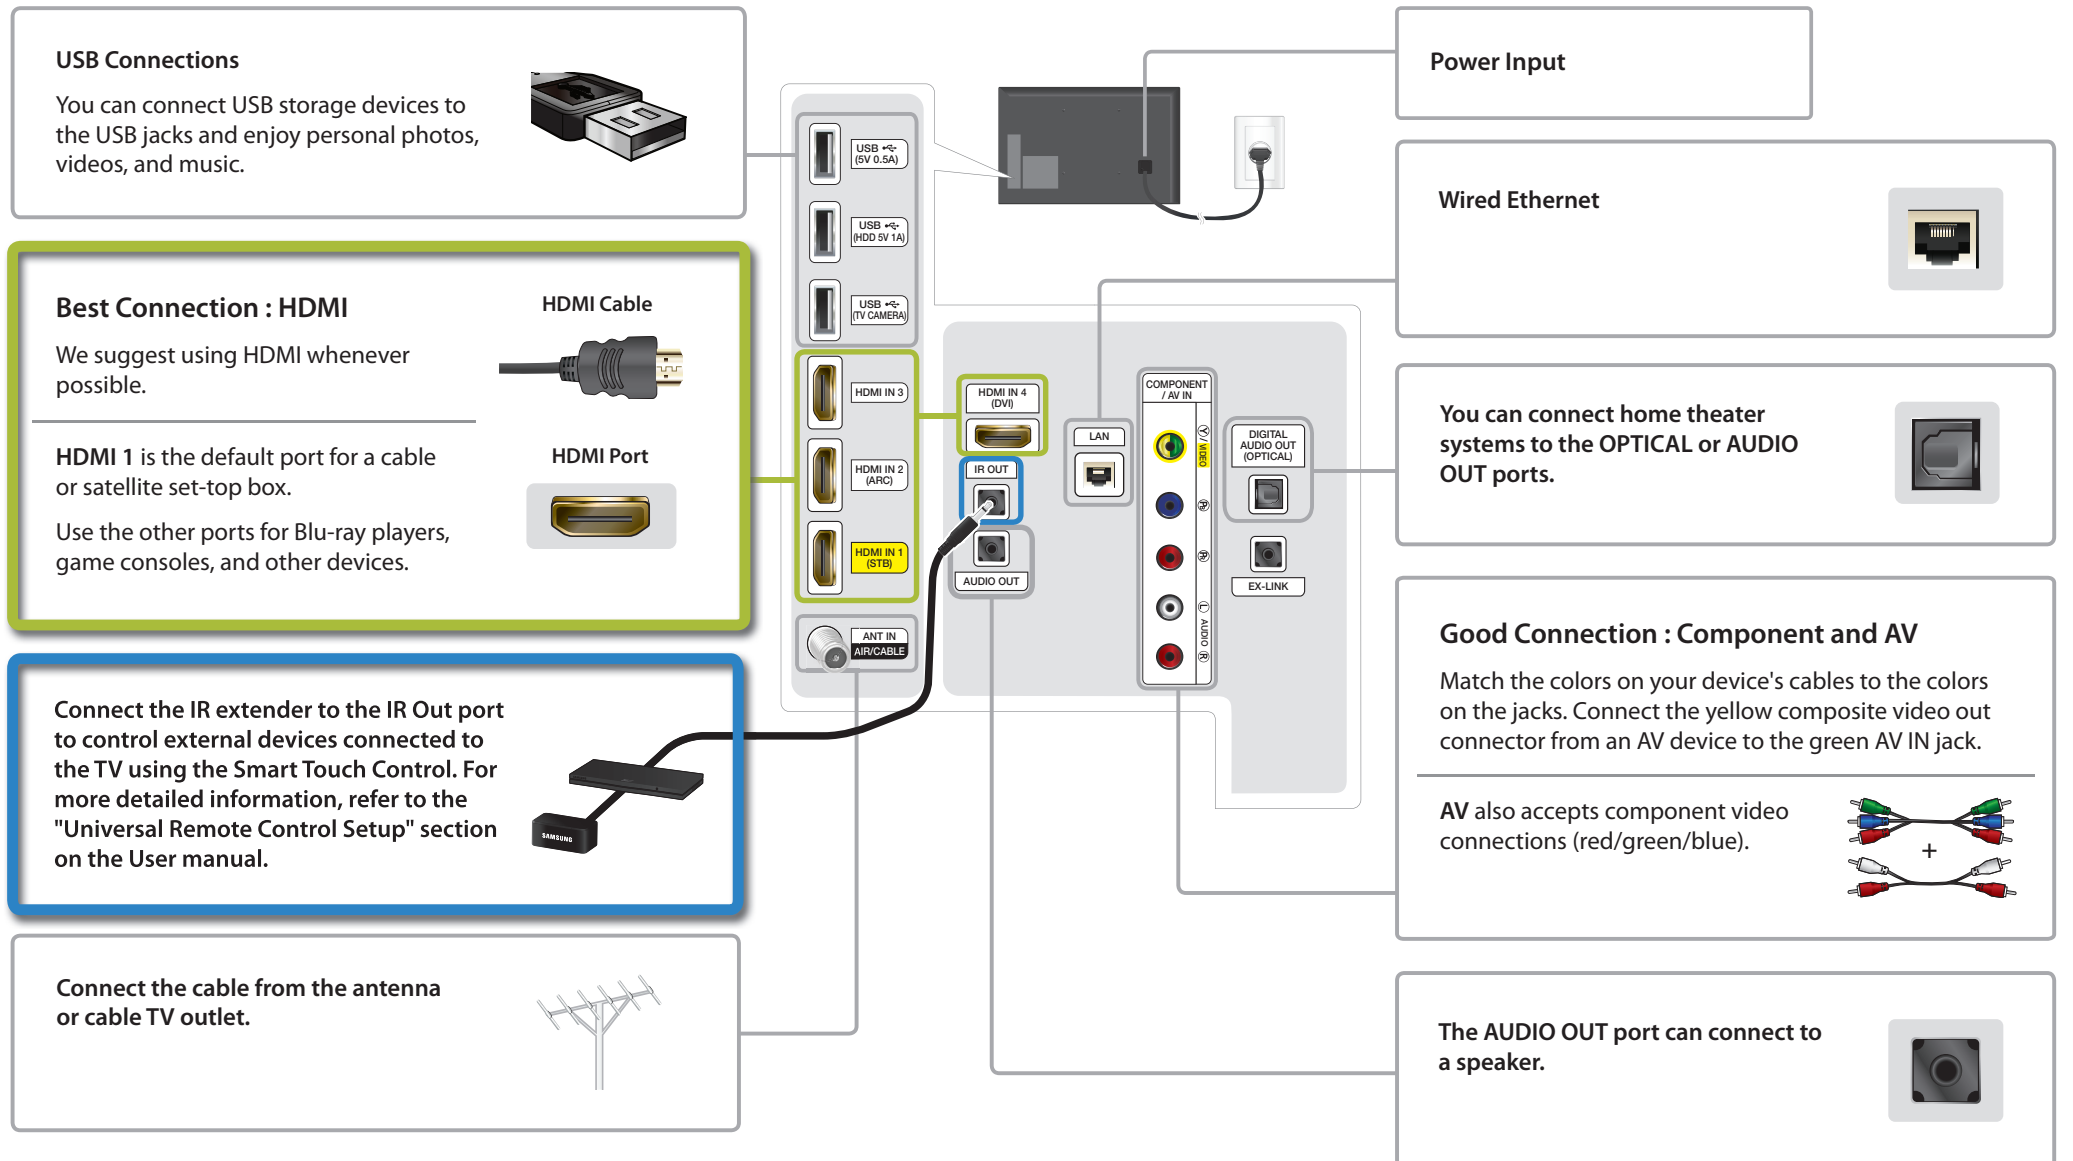 USB Connections
You can connect USB storage devices to
the USB jacks and enjoy personal photos,
videos, and music.
Best Connection : HDMI
We suggest using HDMI whenever
possible.
HDMI 1 is the default port for a cable
or satellite set-top box.
Use the other ports for Blu-ray players,
game consoles, and other devices.
HDMI Cable
HDMI Port
Connect the IR extender to the IR Out port
to control external devices connected to
the TV using the Smart Touch Control. For
more detailed information, refer to the
"Universal Remote Control Setup" section
on the User manual.
SAMSUNG
Connect the cable from the antenna
or cable TV outlet.
USB
(5V 0.5A)
USB
(HDD 5V 1A)
USB
(TV CAMERA)
HDMI IN 3
HDMI IN 2
(ARC)
HDMI IN 1
(STB)
ANT IN
AIR/CABLE
HDMI IN 4
(DVI)
IR OUT
AUDIO OUT
LAN
COMPONENT
/ AV IN
Y / VIDEO
PB
PR
L AUDIO R
DIGITAL
AUDIO OUT
(OPTICAL)
EX-LINK
Power Input
Wired Ethernet
You can connect home theater
systems to the OPTICAL or AUDIO
OUT ports.
Good Connection : Component and AV
Match the colors on your device's cables to the colors
on the jacks. Connect the yellow composite video out
connector from an AV device to the green AV IN jack.
AV also accepts component video
connections (red/green/blue).
+
The AUDIO OUT port can connect to
a speaker.